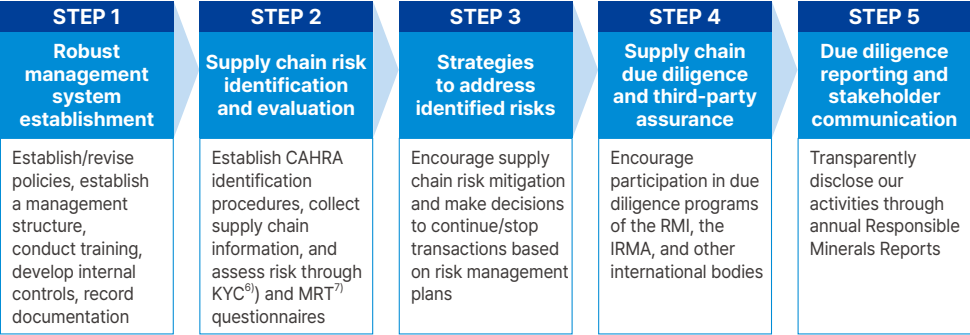 STEP 1
Robust
management
system
establishment
Establish/revise
policies, establish
a management
structure,
conduct training,
develop internal
controls, record
documentation
STEP 2
Supply chain risk
identification
and evaluation
Establish CAHRA
identification
procedures, collect
supply chain
information, and
assess risk through
KYC6)) and MRT7)
questionnaires
STEP 3
Strategies
to address
identified risks
Encourage supply
chain risk mitigation
and make decisions
to continue/stop
transactions based
on risk management
plans
STEP 4
Supply chain
due diligence
and third-party
assurance
Encourage
participation in due
diligence programs
of the RMI, the
IRMA, and other
international bodies
STEP 5
Due diligence
reporting and
stakeholder
communication
Transparently
disclose our
activities through
annual Responsible
Minerals Reports